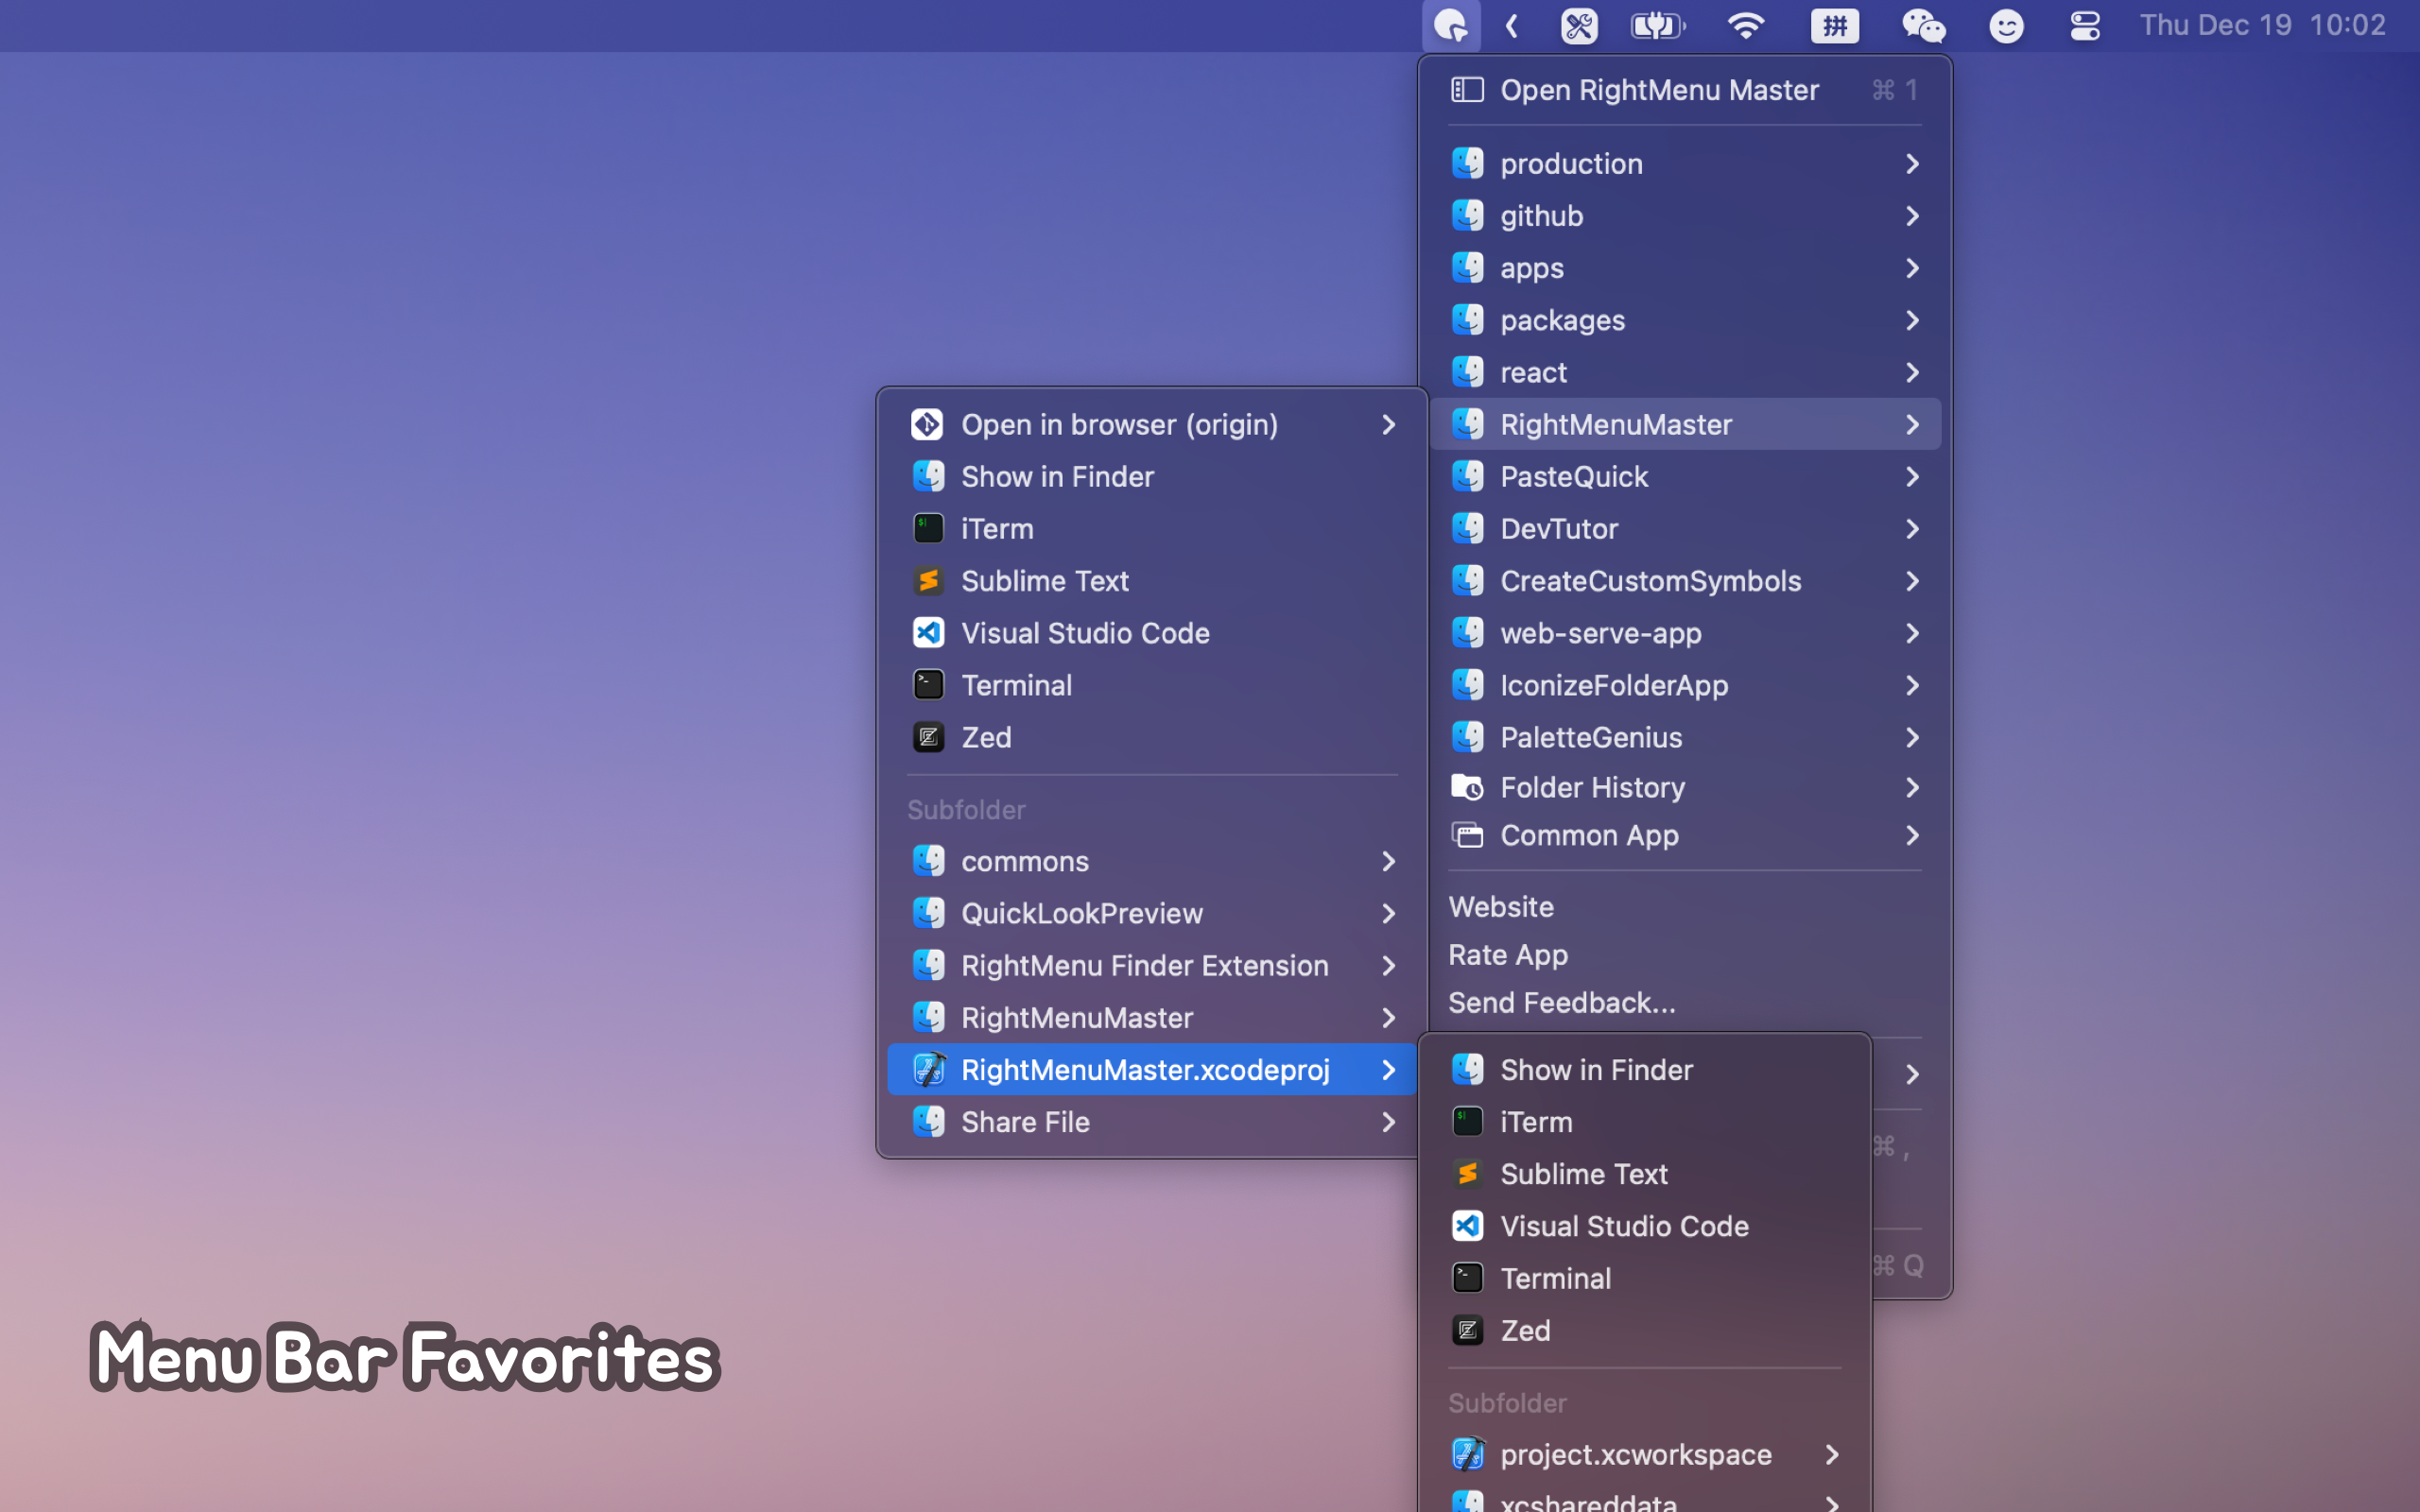 拼
Thu Dec 19 10:02
Open RightMenu Master ⌘ 1
production
github
apps
packages
react
RightMenuMaster
PasteQuick
DevTutor
CreateCustomSymbols
web-serve-app
IconizeFolderApp
PaletteGenius
Folder History
Common App
Website
Rate App
Send Feedback...
⌘ ,
⌘ Q
Open in browser (origin)
Show in Finder
iTerm
Sublime Text
Visual Studio Code
Terminal
Zed
Subfolder
commons
QuickLookPreview
RightMenu Finder Extension
RightMenuMaster
RightMenuMaster.xcodeproj
Share File
Show in Finder
iTerm
Sublime Text
Visual Studio Code
Terminal
Zed
Subfolder
project.xcworkspace
xcshareddata
Menu Bar Favorites